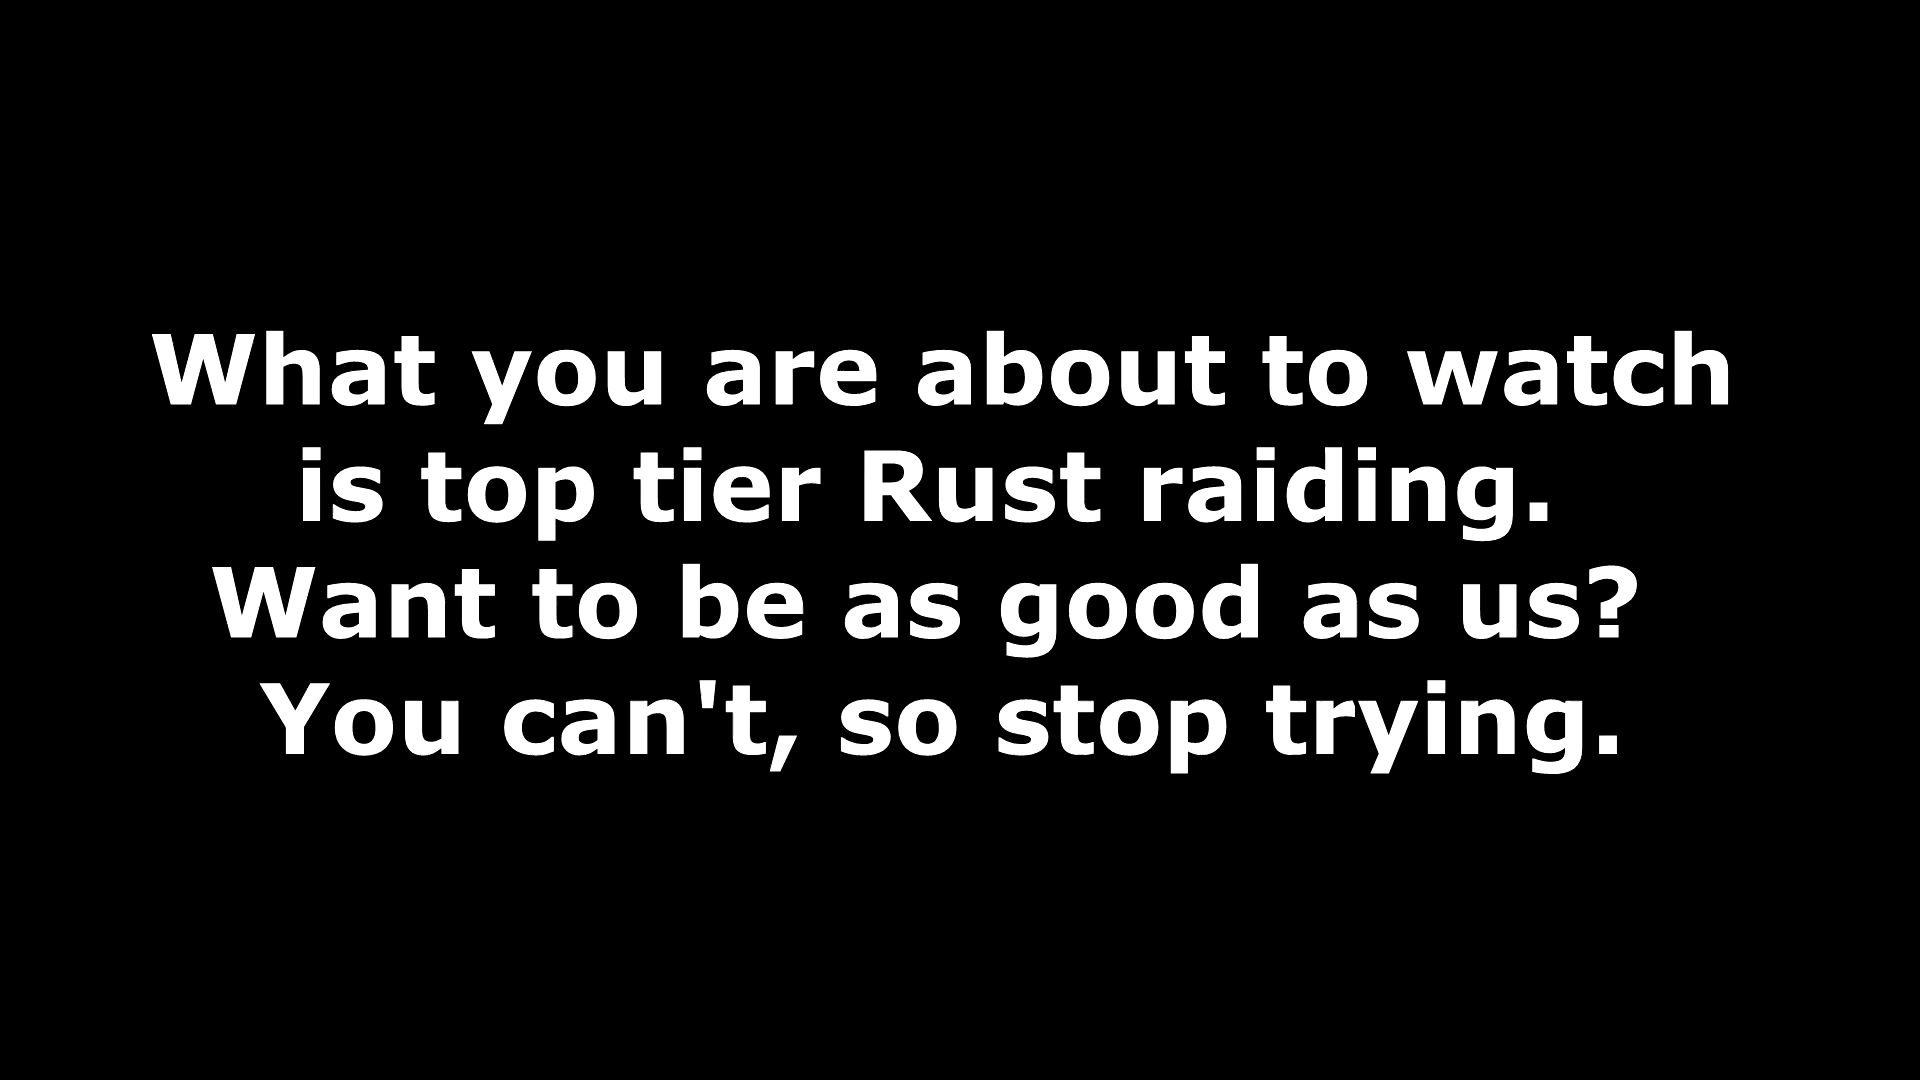 What you are about to watch
is top tier Rust raiding.
Want to be as good as us?
You can't, so stop trying.